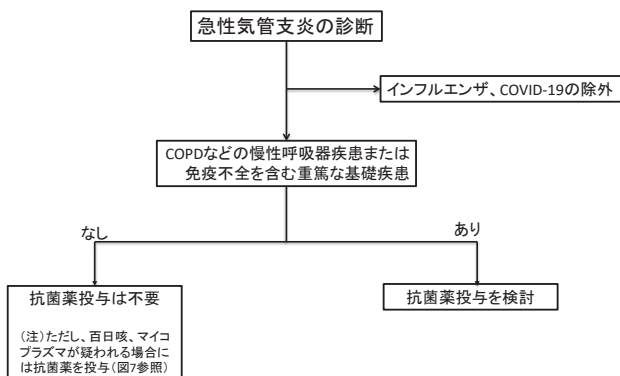 急性気管支炎の診断
インフルエンザ、COVID-19の除外
COPDなどの慢性呼吸器疾患または
免疫不全を含む重篤な基礎疾患
なし
あり
抗菌薬投与は不要
（注）ただし、百日咳、マイコ
プラズマが疑われる場合に
は抗菌薬を投与（図7参照）
抗菌薬投与を検討